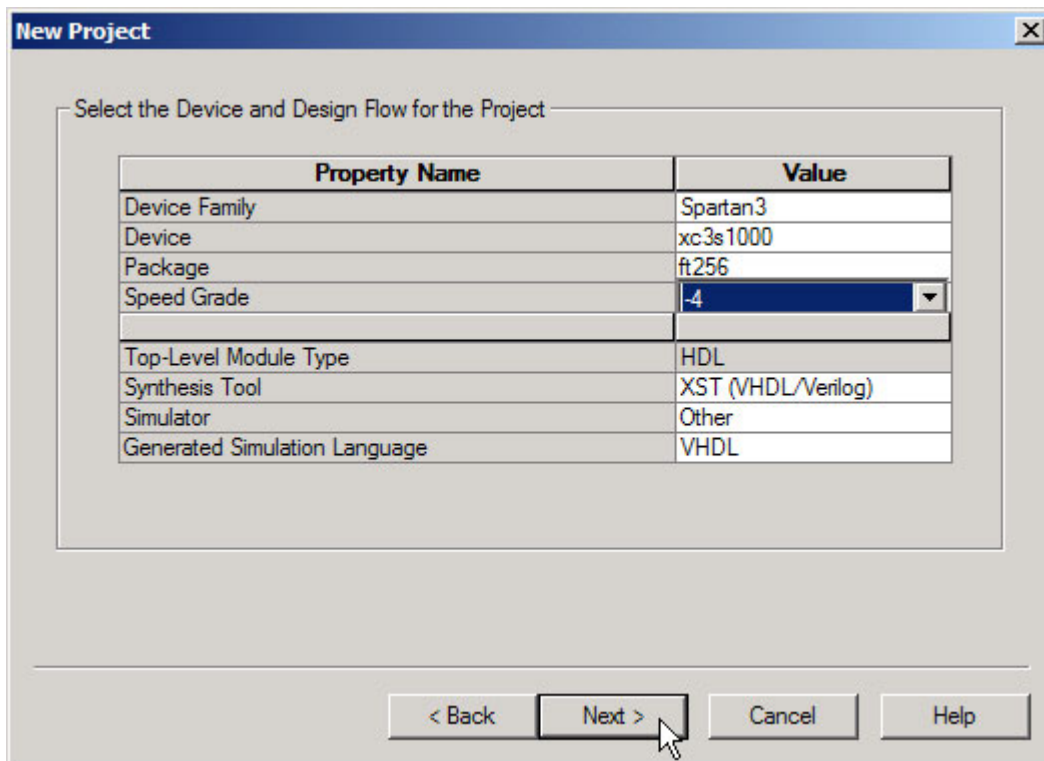 New Project
Select the Device and Design Flow for the Project
Property Name Value
Device Family Spartan3
Device xc3s1000
Package ft256
Speed Grade -4
Top-Level Module Type HDL
Synthesis Tool XST (VHDL/Verilog)
Simulator Other
Generated Simulation Language VHDL
< Back Next > Cancel Help